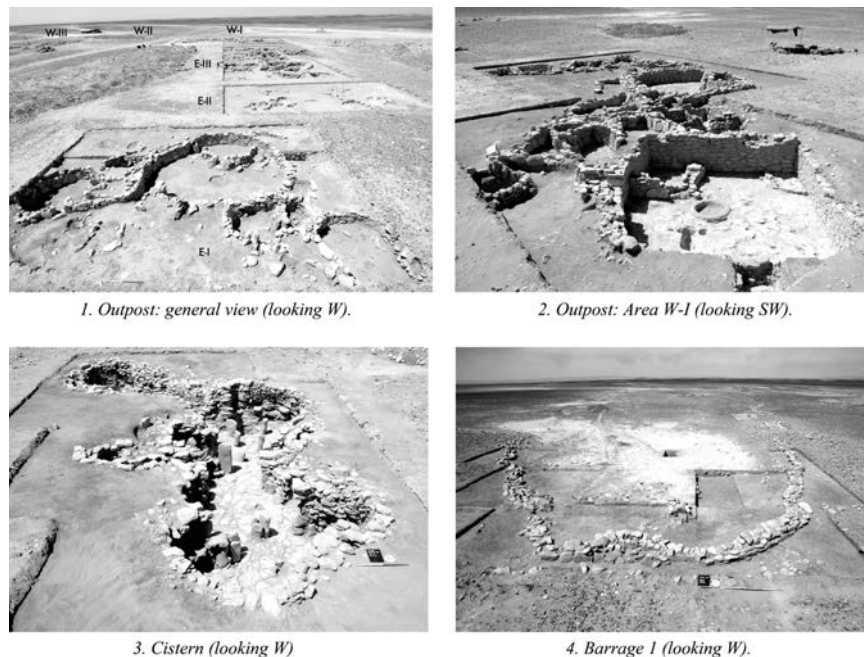 W-III W-II W-I
E-III
E-II
E-I
1. Outpost: general view (looking W).
2. Outpost: Area W-I (looking SW).
3. Cistern (looking W)
4. Barrage 1 (looking W).